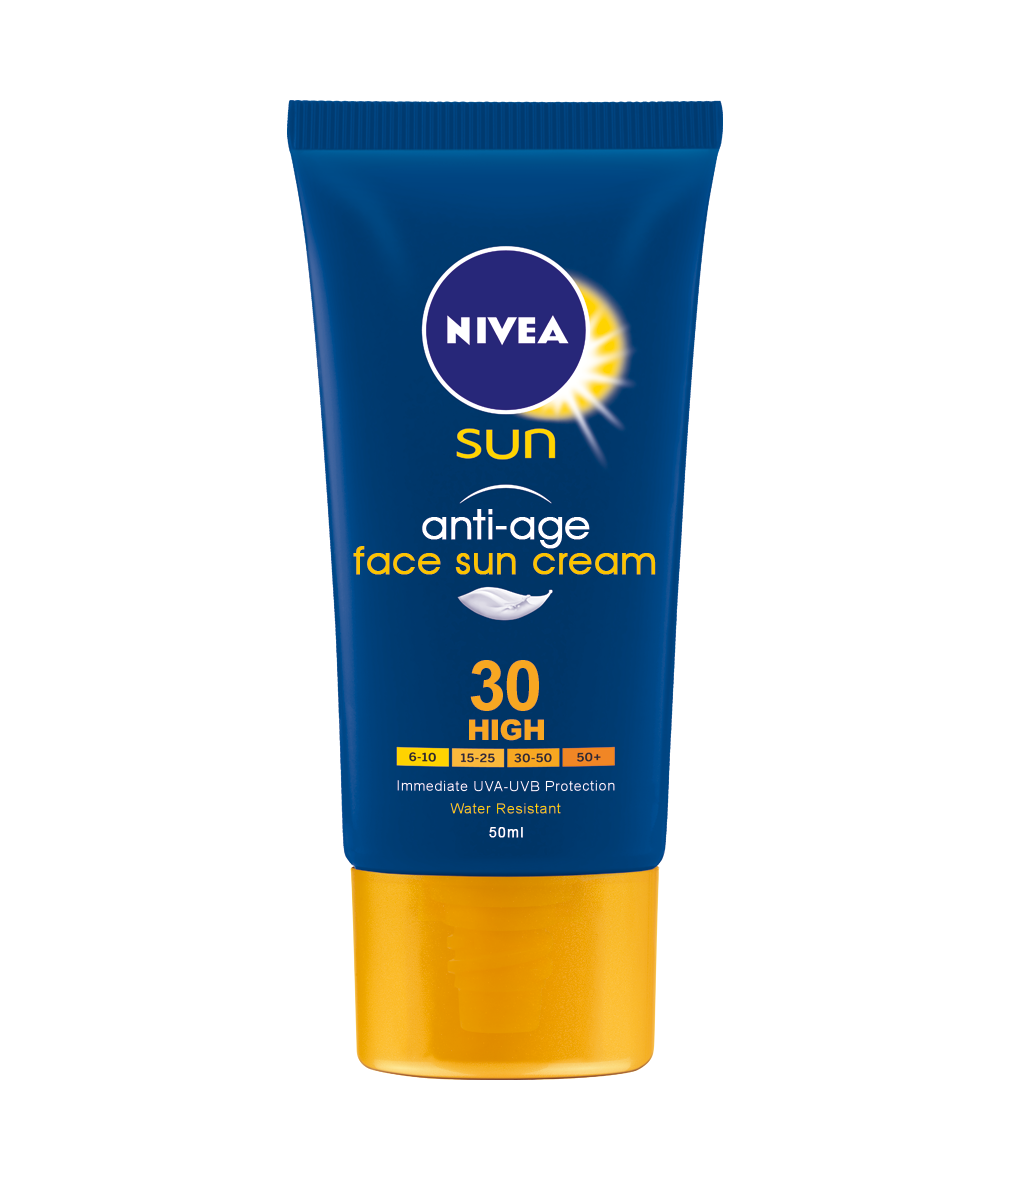 NIVEA
sun
anti-age
face sun cream
30
HIGH
6-10 15-25 30-50 50+
Immediate UVA-UVB Protection
Water Resistant
50ml